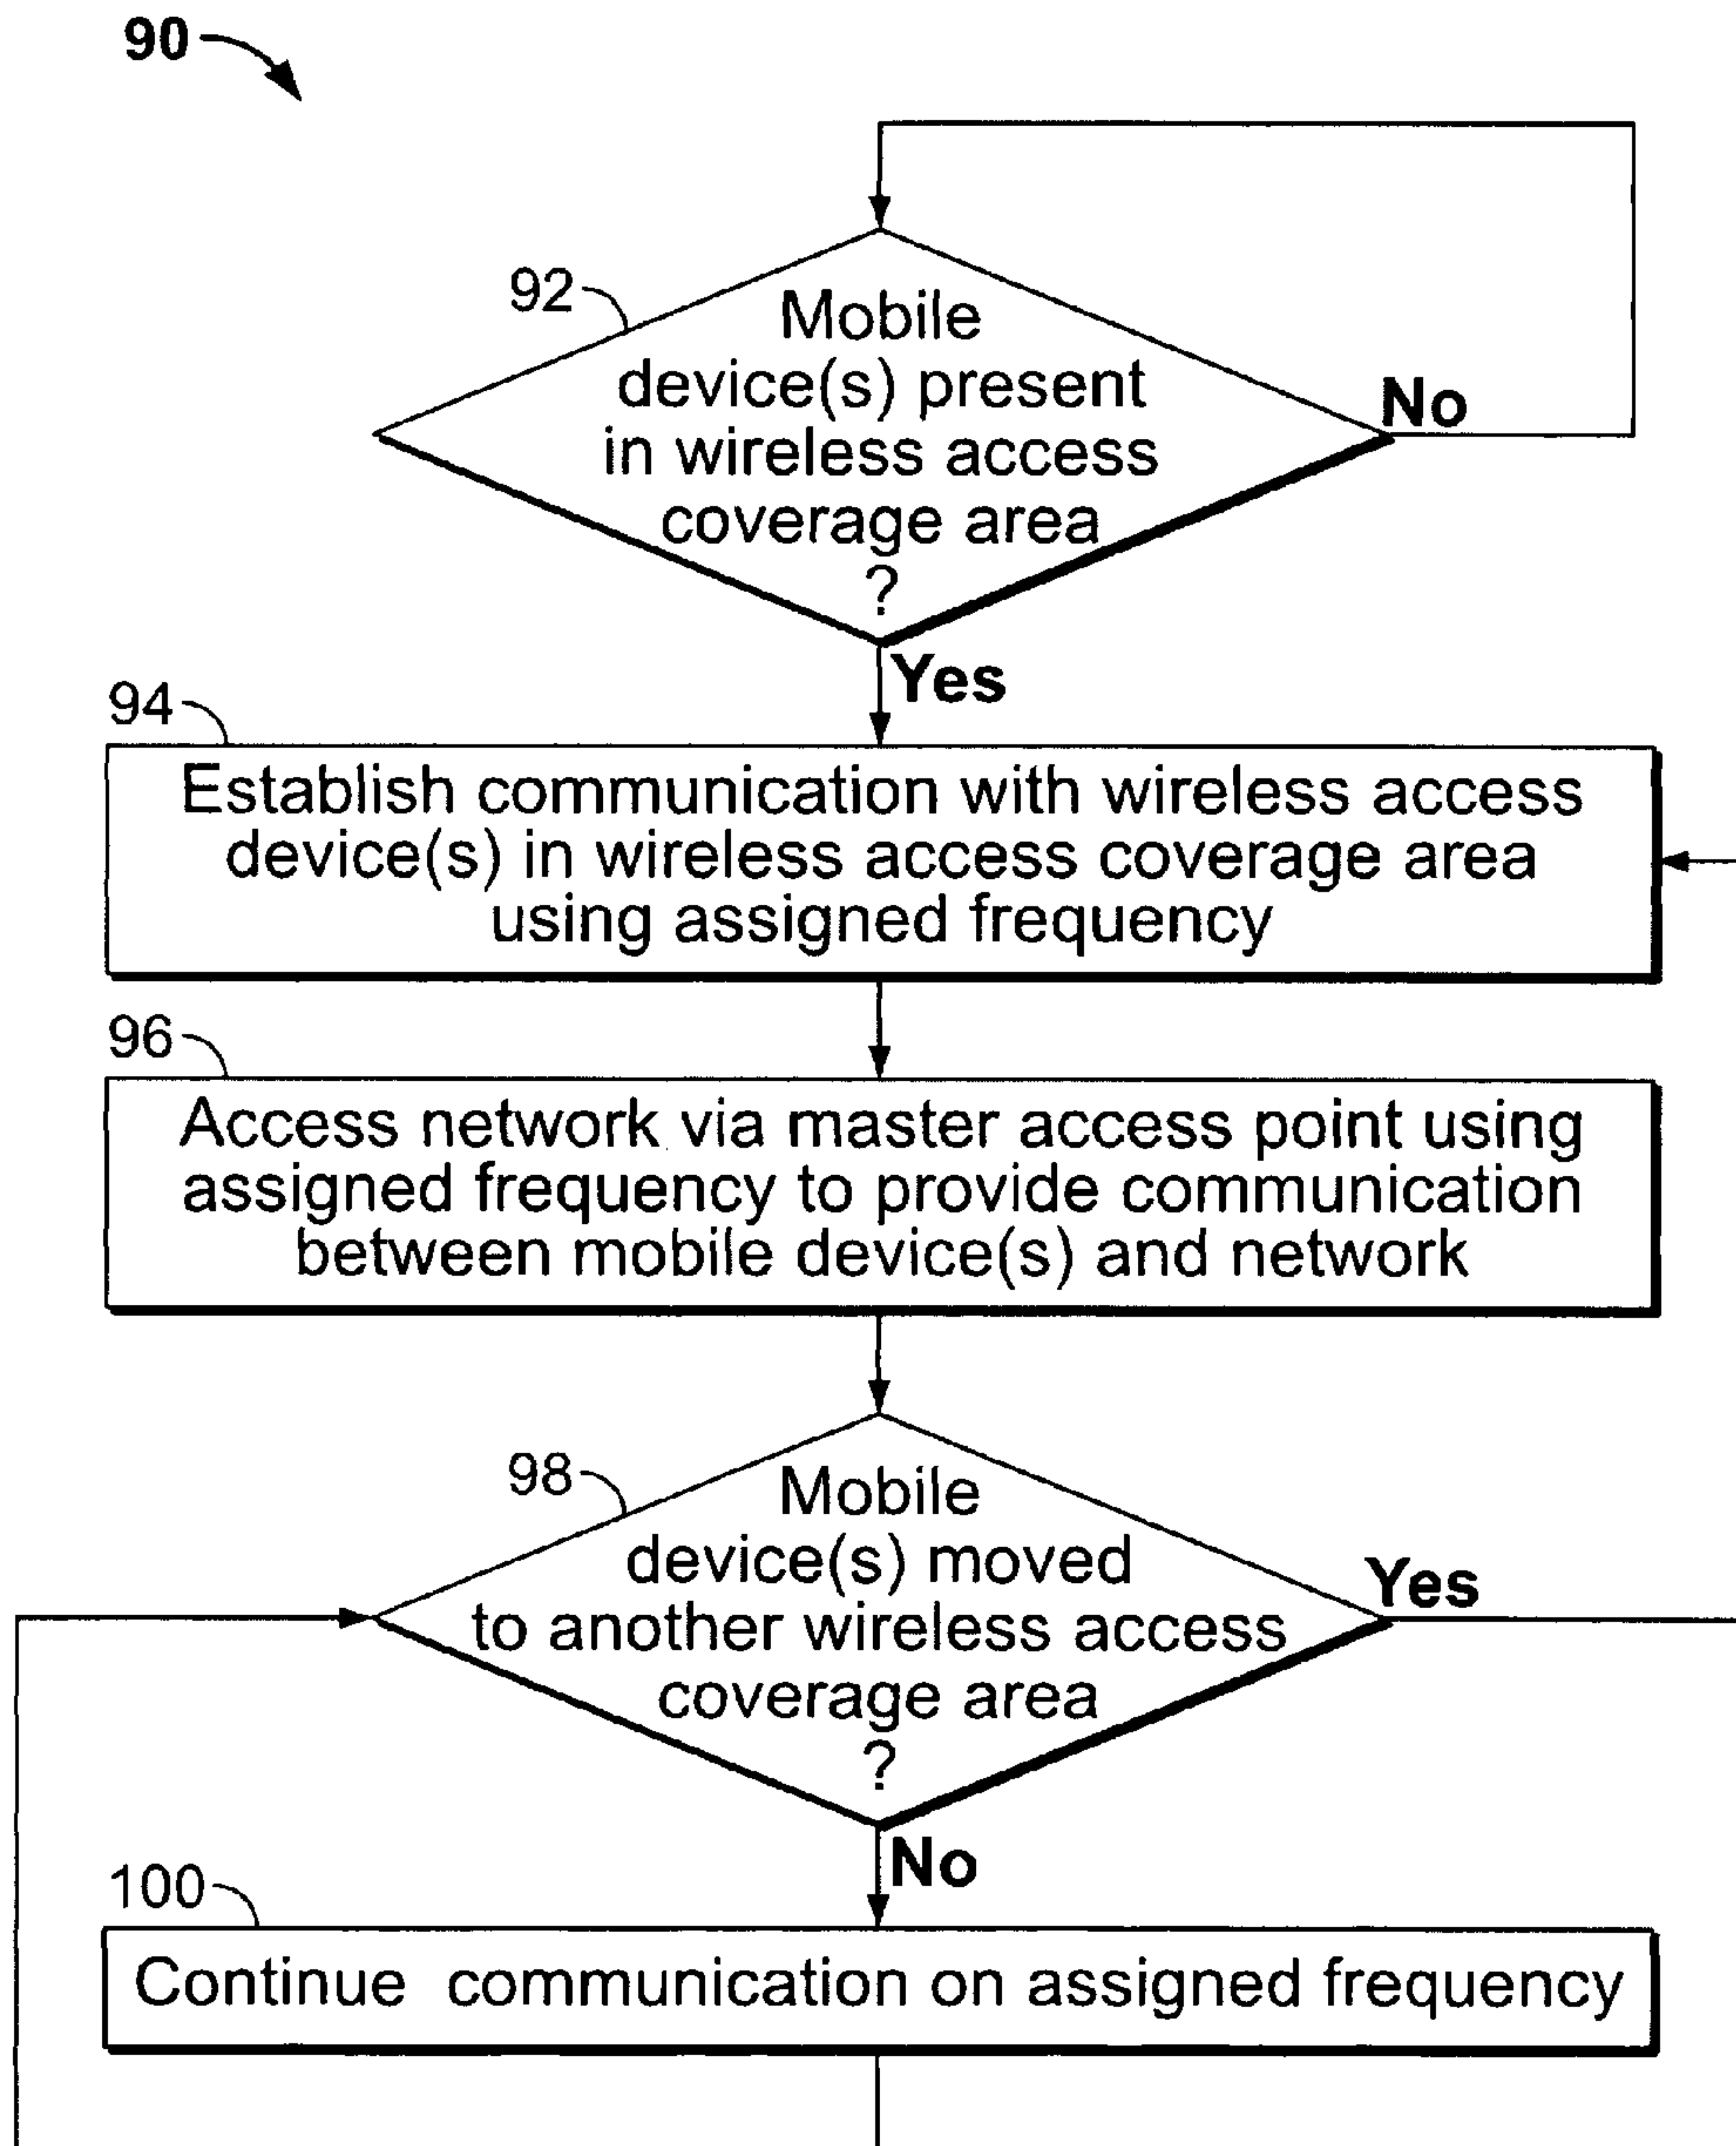 90
92
Mobile
device(s) present
in wireless access
coverage area
?
No
Yes
94
Establish communication with wireless access
device(s) in wireless access coverage area
using assigned frequency
96
Access network via master access point using
assigned frequency to provide communication
between mobile device(s) and network
98
Mobile
device(s) moved
to another wireless access
coverage area
?
Yes
No
100
Continue communication on assigned frequency